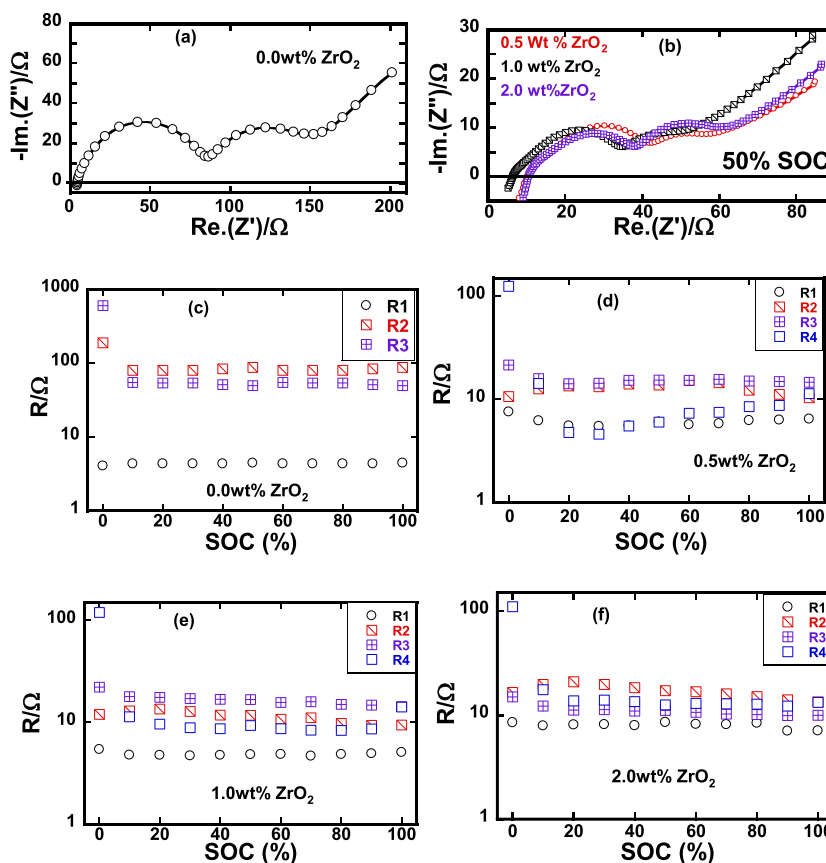 (a)
0.0wt% ZrO₂
-Im.(Z'')/Ω
80
60
40
20
0
0 50 100 150 200
Re.(Z')/Ω
(b)
0.5 Wt % ZrO₂
1.0 wt%ZrO₂
2.0 wt%ZrO₂
50% SOC
-Im.(Z'')/Ω
30
20
10
0
0 20 40 60 80
Re.(Z')/Ω
(c)
R1
R2
R3
R/Ω
1000
100
10
1
0.0wt% ZrO₂
0 20 40 60 80 100
SOC (%)
(d)
R1
R2
R3
R4
R/Ω
100
10
1
0.5wt% ZrO₂
0 20 40 60 80 100
SOC (%)
(e)
R1
R2
R3
R4
R/Ω
100
10
1
1.0wt% ZrO₂
0 20 40 60 80 100
SOC (%)
(f)
R1
R2
R3
R4
R/Ω
100
10
1
2.0wt% ZrO₂
0 20 40 60 80 100
SOC (%)